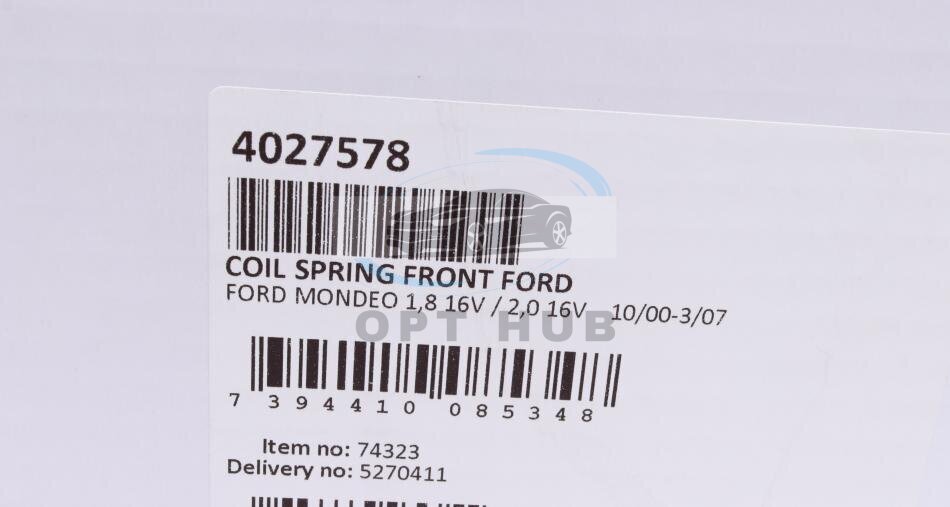 4027578
COIL SPRING FRONT FORD
FORD MONDEO 1,8 16V / 2,0 16V 10/00-3/07
OPT HUB
7 394410 085348
Item no: 74323
Delivery no: 5270411